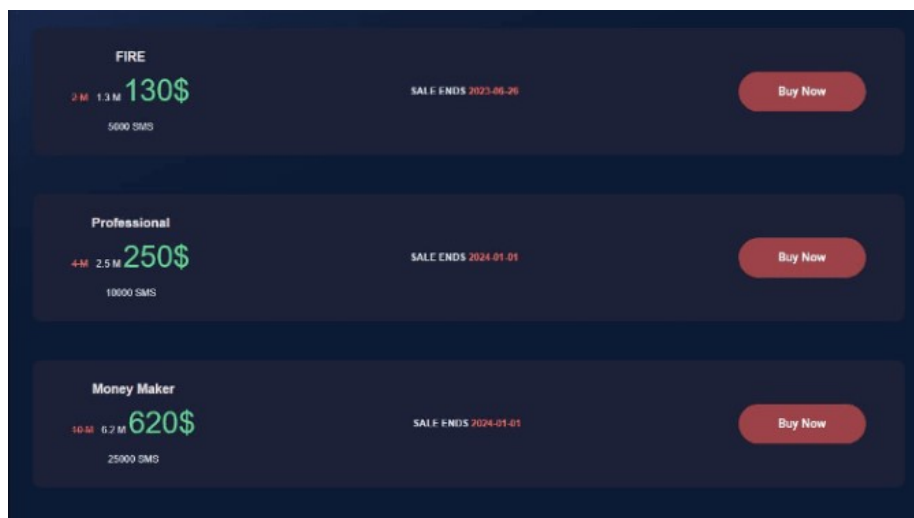 FIRE
2 M 1.3 M 130$
5000 SMS
SALE ENDS 2023-06-26
Buy Now
Professional
4 M 2.5 M 250$
10000 SMS
SALE ENDS 2024-01-01
Buy Now
Money Maker
10 M 6.2 M 620$
25000 SMS
SALE ENDS 2024-01-01
Buy Now